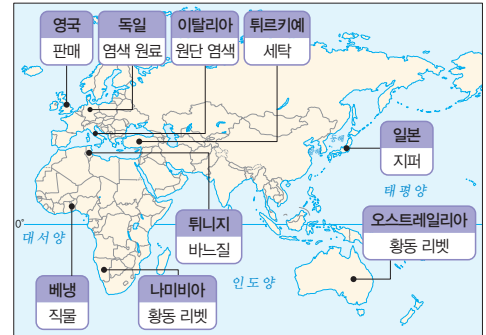 영국
판매
독일
염색 원료
이탈리아
원단 염색
튀르키예
세탁
일본
지퍼
동해
태평양
0°
대서양
튀니지
바느질
오스트레일리아
황동 리벳
베냉
직물
나미비아
황동 리벳
인도양